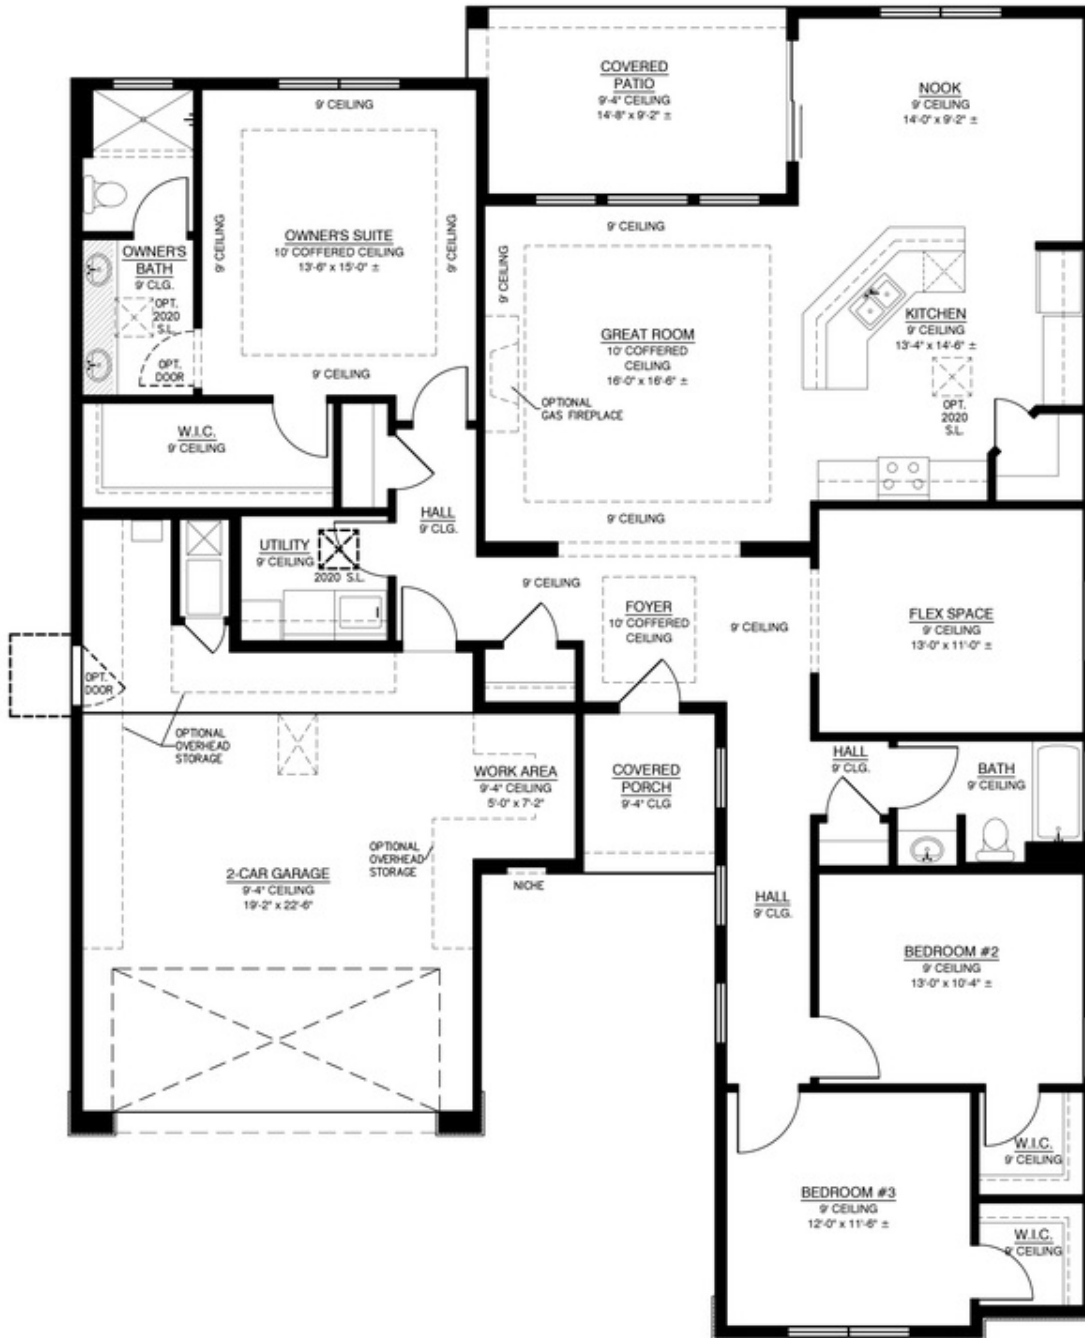 COVERED
PATIO
9'-4" CEILING
14'-8" x 9'-2" ±
NOOK
9' CEILING
14'-0" x 9'-2" ±
9' CEILING
9' CEILING
OWNER'S SUITE
10' COFFERED CEILING
13'-6" x 15'-0" ±
9' CEILING
9' CEILING
OWNER'S
BATH
9' CLG.
OPT.
2020
S.L.
OPT.
DOOR
9' CEILING
9' CEILING
GREAT ROOM
10' COFFERED
CEILING
16'-0" x 16'-6" ±
OPTIONAL
GAS FIREPLACE
9' CEILING
KITCHEN
9' CEILING
13'-4" x 14'-6" ±
OPT.
2020
S.L.
W.I.C.
9' CEILING
HALL
9' CLG.
9' CEILING
UTILITY
9' CEILING
2020 S.L.
9' CEILING
FOYER
10' COFFERED
CEILING
9' CEILING
FLEX SPACE
9' CEILING
13'-0" x 11'-0" ±
OPT.
DOOR
OPTIONAL
OVERHEAD
STORAGE
WORK AREA
9'-4" CEILING
5'-0" x 7'-2"
COVERED
PORCH
9'-4" CLG
HALL
9' CLG.
BATH
9' CEILING
OPTIONAL
OVERHEAD
STORAGE
2-CAR GARAGE
9'-4" CEILING
19'-2" x 22'-6"
NICHE
HALL
9' CLG.
BEDROOM #2
9' CEILING
13'-0" x 10'-4" ±
W.I.C.
9' CEILING
BEDROOM #3
9' CEILING
12'-0" x 11'-6" ±
W.I.C.
9' CEILING